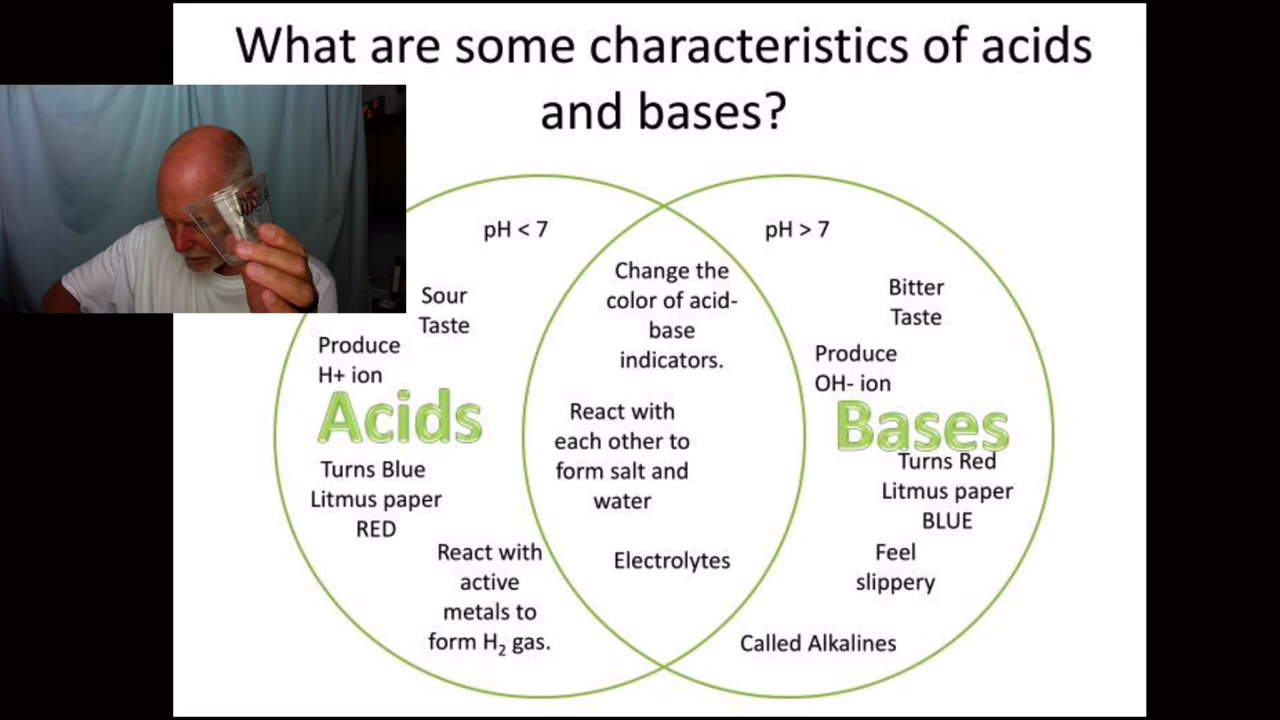 What are some characteristics of acids
and bases?
pH < 7
Sour
Taste
Produce
H+ ion
Acids
Turns Blue
Litmus paper
RED
React with
active
metals to
form H₂ gas.
Change the
color of acid-
base
indicators.
React with
each other to
form salt and
water
Electrolytes
pH > 7
Bitter
Taste
Produce
OH- ion
Bases
Turns Red
Litmus paper
BLUE
Feel
slippery
Called Alkalines